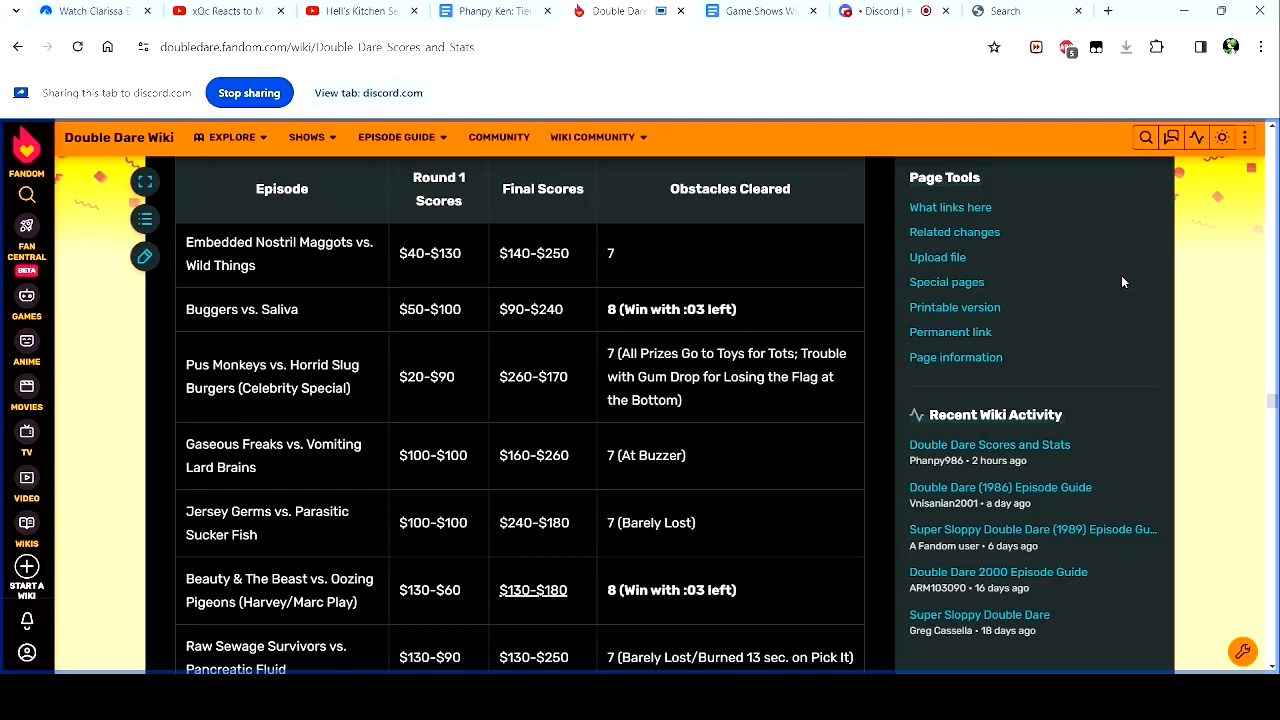 Watch Clarissa E
xQc Reacts to M
Hell's Kitchen Se
Phanpy Ken: Tie
Double Dare
Game Shows W
• Discord | #
Search
doubledare.fandom.com/wiki/Double_Dare_Scores_and_Stats
5
Sharing this tab to discord.com
Stop sharing
View tab: discord.com
FANDOM
FAN CENTRAL
BETA
GAMES
ANIME
MOVIES
TV
VIDEO
WIKIS
START A WIKI
Double Dare Wiki
EXPLORE
SHOWS
EPISODE GUIDE
COMMUNITY
WIKI COMMUNITY
Episode
Round 1
Scores
Final Scores
Obstacles Cleared
Embedded Nostril Maggots vs.
Wild Things
$40-$130
$140-$250
7
Buggers vs. Saliva
$50-$100
$90-$240
8 (Win with :03 left)
Pus Monkeys vs. Horrid Slug
Burgers (Celebrity Special)
$20-$90
$260-$170
7 (All Prizes Go to Toys for Tots; Trouble
with Gum Drop for Losing the Flag at
the Bottom)
Gaseous Freaks vs. Vomiting
Lard Brains
$100-$100
$160-$260
7 (At Buzzer)
Jersey Germs vs. Parasitic
Sucker Fish
$100-$100
$240-$180
7 (Barely Lost)
Beauty & The Beast vs. Oozing
Pigeons (Harvey/Marc Play)
$130-$60
$130-$180
8 (Win with :03 left)
Raw Sewage Survivors vs.
Pancreatic Fluid
$130-$90
$130-$250
7 (Barely Lost/Burned 13 sec. on Pick It)
Page Tools
What links here
Related changes
Upload file
Special pages
Printable version
Permanent link
Page information
Recent Wiki Activity
Double Dare Scores and Stats
Phanpy986 • 2 hours ago
Double Dare (1986) Episode Guide
Vnisanian2001 • a day ago
Super Sloppy Double Dare (1989) Episode Gu...
A Fandom user • 6 days ago
Double Dare 2000 Episode Guide
ARM103090 • 16 days ago
Super Sloppy Double Dare
Greg Cassella • 18 days ago